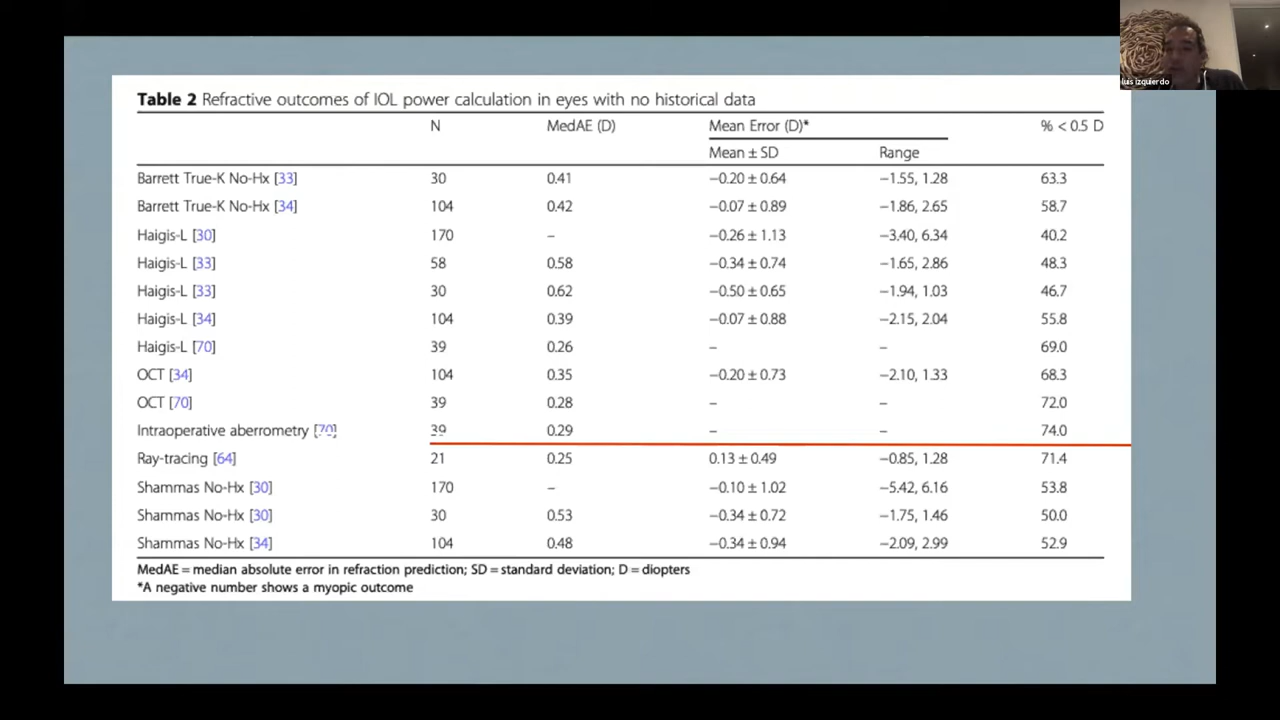 luis izquierdo
Table 2 Refractive outcomes of IOL power calculation in eyes with no historical data
N MedAE (D) Mean Error (D)* % < 0.5 D
Mean ± SD Range
Barrett True-K No-Hx [33] 30 0.41 −0.20 ± 0.64 −1.55, 1.28 63.3
Barrett True-K No-Hx [34] 104 0.42 −0.07 ± 0.89 −1.86, 2.65 58.7
Haigis-L [30] 170 – −0.26 ± 1.13 −3.40, 6.34 40.2
Haigis-L [33] 58 0.58 −0.34 ± 0.74 −1.65, 2.86 48.3
Haigis-L [33] 30 0.62 −0.50 ± 0.65 −1.94, 1.03 46.7
Haigis-L [34] 104 0.39 −0.07 ± 0.88 −2.15, 2.04 55.8
Haigis-L [70] 39 0.26 – – 69.0
OCT [34] 104 0.35 −0.20 ± 0.73 −2.10, 1.33 68.3
OCT [70] 39 0.28 – – 72.0
Intraoperative aberrometry [70] 39 0.29 – – 74.0
Ray-tracing [64] 21 0.25 0.13 ± 0.49 −0.85, 1.28 71.4
Shammas No-Hx [30] 170 – −0.10 ± 1.02 −5.42, 6.16 53.8
Shammas No-Hx [30] 30 0.53 −0.34 ± 0.72 −1.75, 1.46 50.0
Shammas No-Hx [34] 104 0.48 −0.34 ± 0.94 −2.09, 2.99 52.9
MedAE = median absolute error in refraction prediction; SD = standard deviation; D = diopters
*A negative number shows a myopic outcome